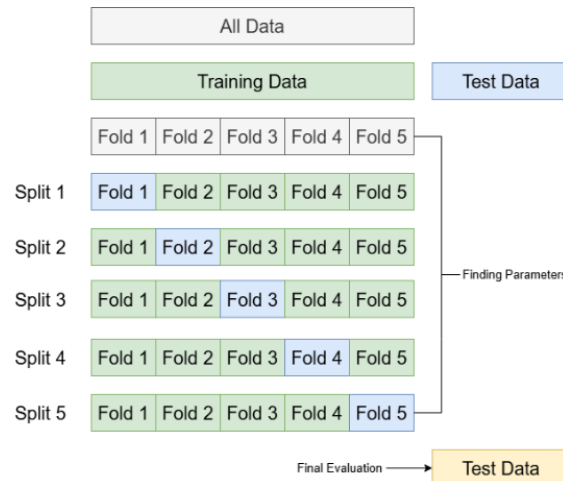 All Data
Training Data Test Data
Fold 1 Fold 2 Fold 3 Fold 4 Fold 5
Split 1 Fold 1 Fold 2 Fold 3 Fold 4 Fold 5
Split 2 Fold 1 Fold 2 Fold 3 Fold 4 Fold 5
Finding Parameters
Split 3 Fold 1 Fold 2 Fold 3 Fold 4 Fold 5
Split 4 Fold 1 Fold 2 Fold 3 Fold 4 Fold 5
Split 5 Fold 1 Fold 2 Fold 3 Fold 4 Fold 5
Final Evaluation Test Data